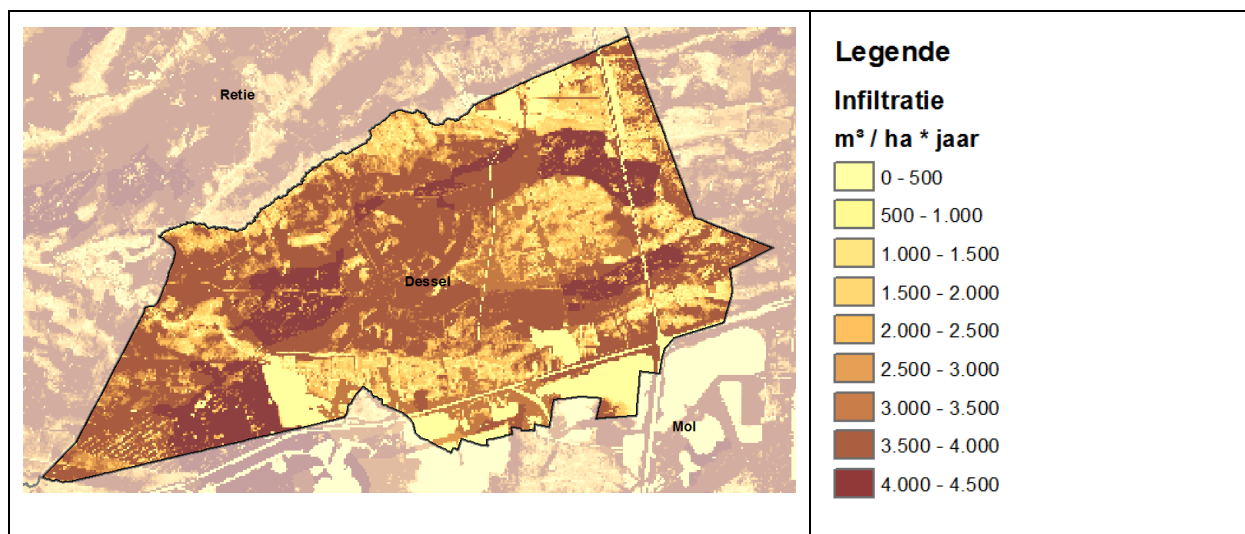 Retie
Dessel
Mol
Legende
Infiltratie
m³ / ha * jaar
0 - 500
500 - 1.000
1.000 - 1.500
1.500 - 2.000
2.000 - 2.500
2.500 - 3.000
3.000 - 3.500
3.500 - 4.000
4.000 - 4.500